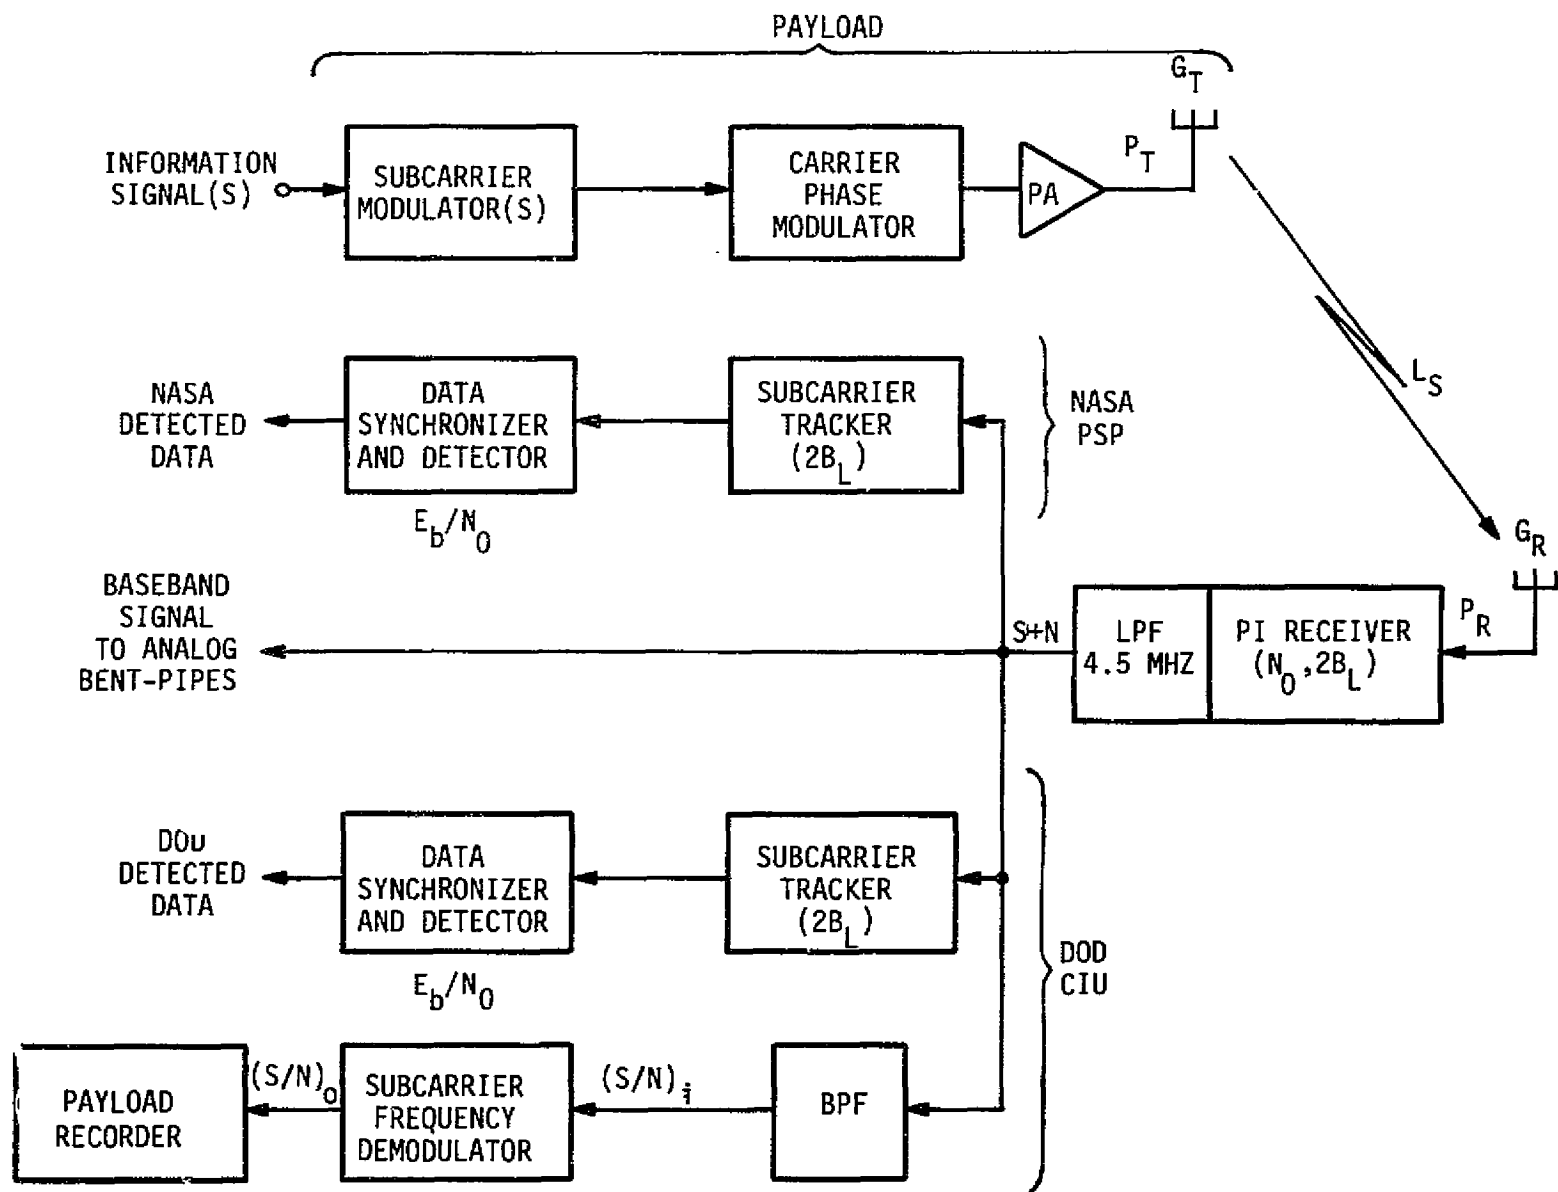 PAYLOAD
G_T
INFORMATION
SIGNAL(S)
SUBCARRIER
MODULATOR(S)
CARRIER
PHASE
MODULATOR
PA
P_T
L_S
NASA
DETECTED
DATA
DATA
SYNCHRONIZER
AND DETECTOR
E_b/N_0
SUBCARRIER
TRACKER
(2B_L)
NASA
PSP
G_R
BASEBAND
SIGNAL
TO ANALOG
BENT-PIPES
S+N
LPF
4.5 MHZ
PI RECEIVER
(N_0,2B_L)
P_R
DOu
DETECTED
DATA
DATA
SYNCHRONIZER
AND DETECTOR
E_b/N_0
SUBCARRIER
TRACKER
(2B_L)
DOD
CIU
PAYLOAD
RECORDER
(S/N)_o
SUBCARRIER
FREQUENCY
DEMODULATOR
(S/N)_i
BPF